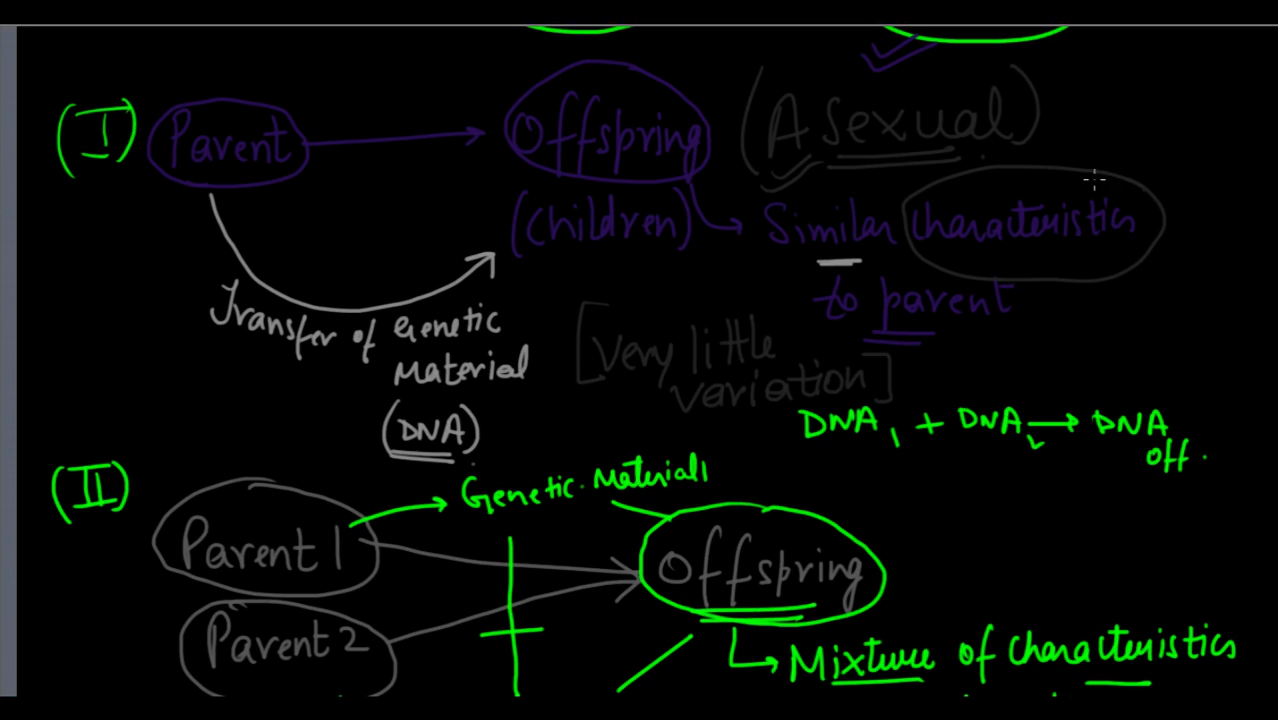 (I) Parent → Offspring (Asexual)
(Children) → Similar Characteristics
to parent
Transfer of Genetic
Material
(DNA)
[Very little
variation]
DNA1 + DNA2 → DNA off.
(II)
Genetic Material1
Parent 1
Offspring
Parent 2
Mixture of characteristics